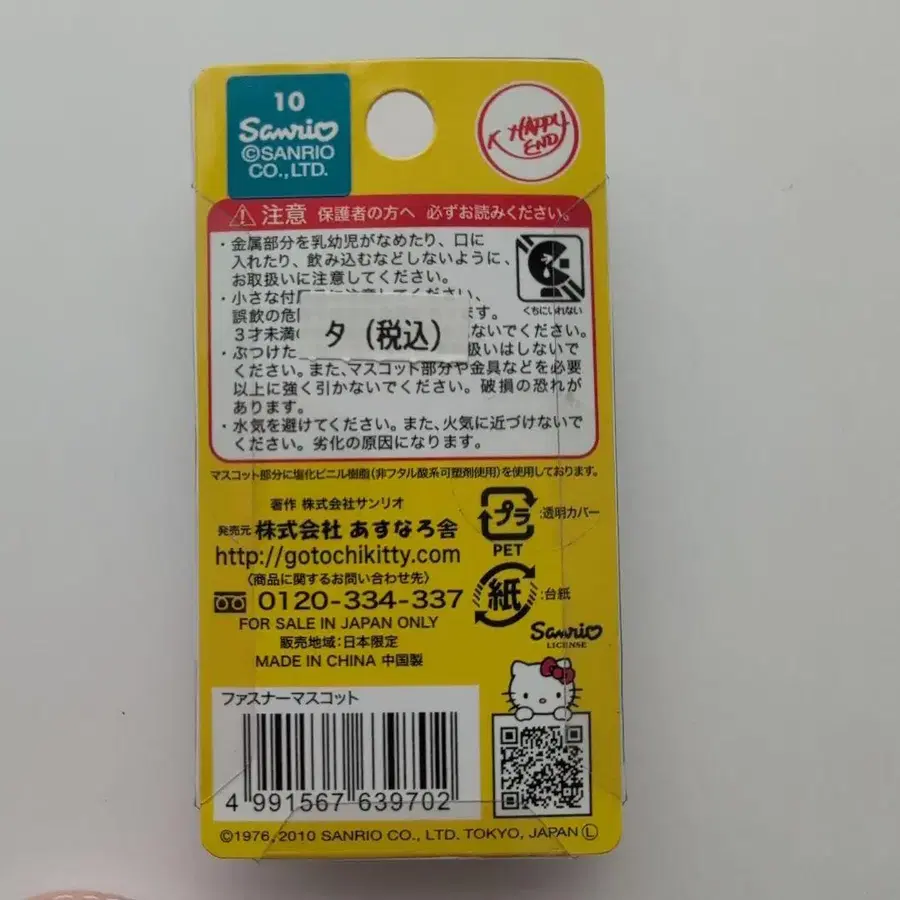 10
Sanrio
©SANRIO
CO.,LTD.
HAPPY
END
注意 保護者の方へ 必ずお読みください。
・金属部分を乳幼児がなめたり、口に
入れたり、飲み込むなどしないように、
お取扱いに注意してください。
くちにいれない
・小さな付
誤飲の危 ます。
3才未満 ないでください。
タ（税込）
・ぶつけた 扱いはしないで
ください。また、マスコット部分や金具などを必要
以上に強く引かないでください。破損の恐れが
あります。
・水気を避けてください。また、火気に近づけないで
ください。劣化の原因になります。
マスコット部分に塩化ビニル樹脂(非フタル酸系可塑剤使用)を使用しております。
著作 株式会社サンリオ
発売元 株式会社 あすなろ舎
http://gotochikitty.com
〈商品に関するお問い合わせ先〉
0120-334-337
FOR SALE IN JAPAN ONLY
販売地域:日本限定
MADE IN CHINA 中国製
プラ
:透明カバー
PET
紙
:台紙
Sanrio
LICENSE
ファスナーマスコット
4 991567 639702
©1976, 2010 SANRIO CO., LTD. TOKYO, JAPAN Ⓛ